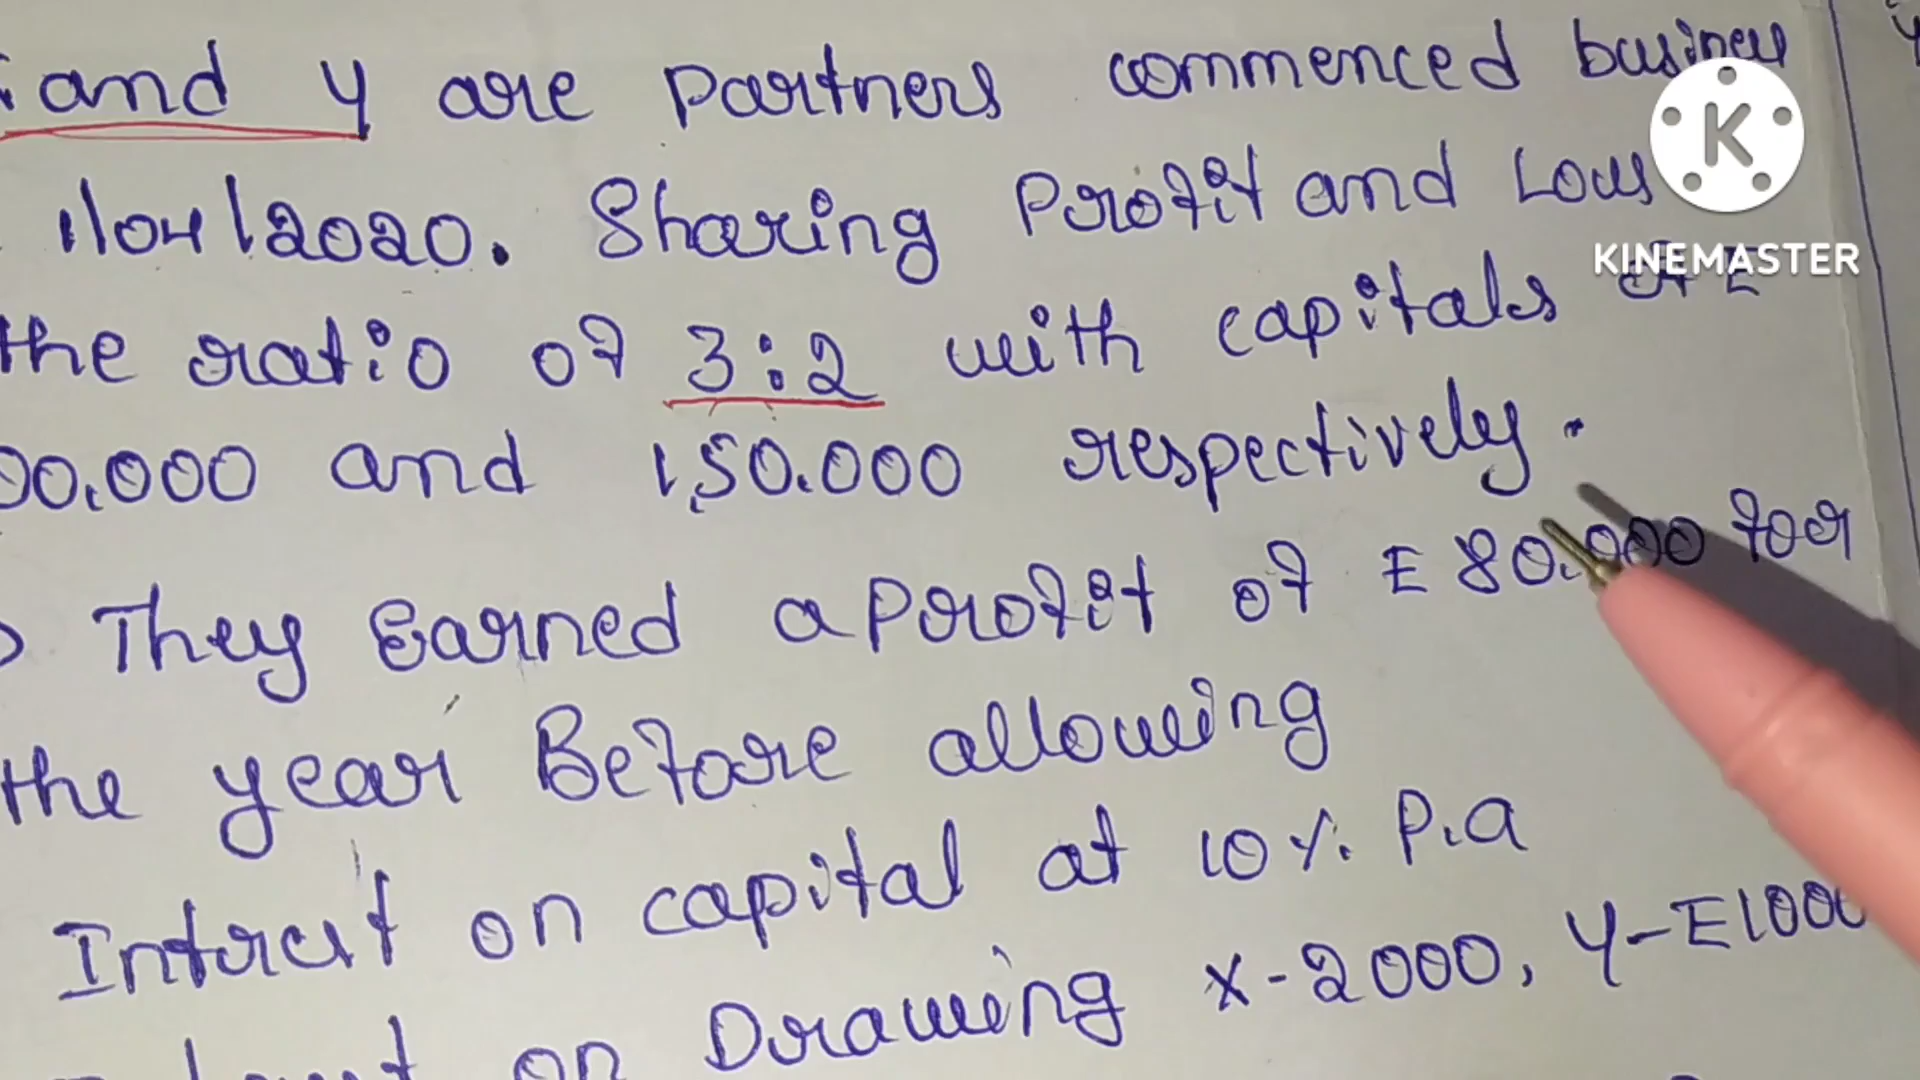 and y are Partners commenced business
1/04/2020. Sharing Profit and Loss
the ratio of 3:2 with capitals of E
00.000 and 1,50.000 respectively.
They Earned a Profit of E 80.000 for
the year Before allowing
Interest on capital at 10%. P.a
on Drawing X-2000, Y-E1000
KINEMASTER